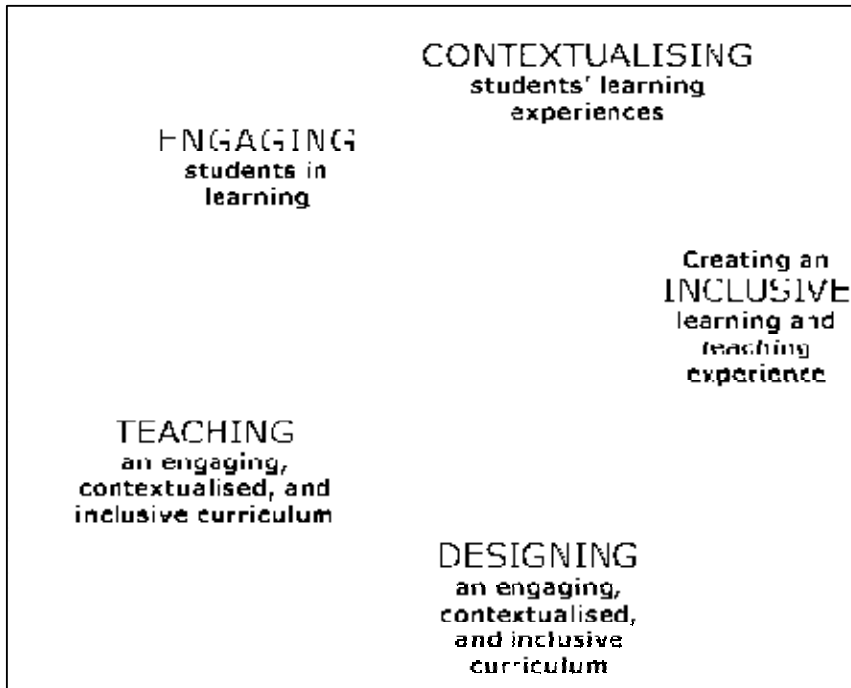 CONTEXTUALISING
students' learning
experiences
ENGAGING
students in
learning
Creating an
INCLUSIVE
learning and
teaching
experience
TEACHING
an engaging,
contextualised, and
inclusive curriculum
DESIGNING
an engaging,
contextualised,
and inclusive
curriculum